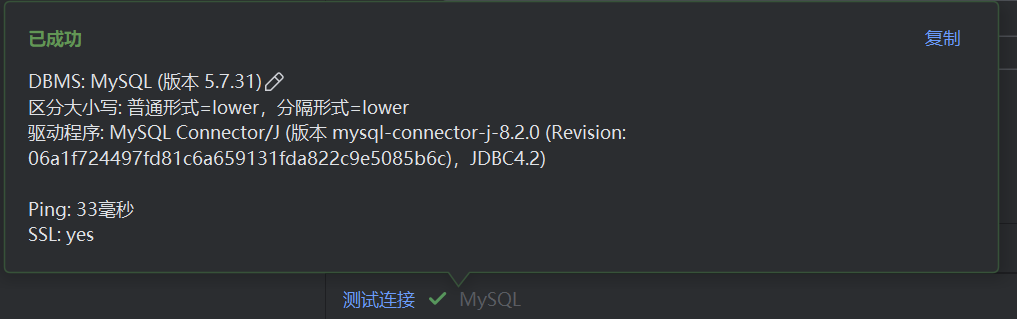 已成功
复制
DBMS: MySQL (版本 5.7.31)
区分大小写: 普通形式=lower，分隔形式=lower
驱动程序: MySQL Connector/J (版本 mysql-connector-j-8.2.0 (Revision:
06a1f724497fd81c6a659131fda822c9e5085b6c)，JDBC4.2)
Ping: 33毫秒
SSL: yes
测试连接 MySQL